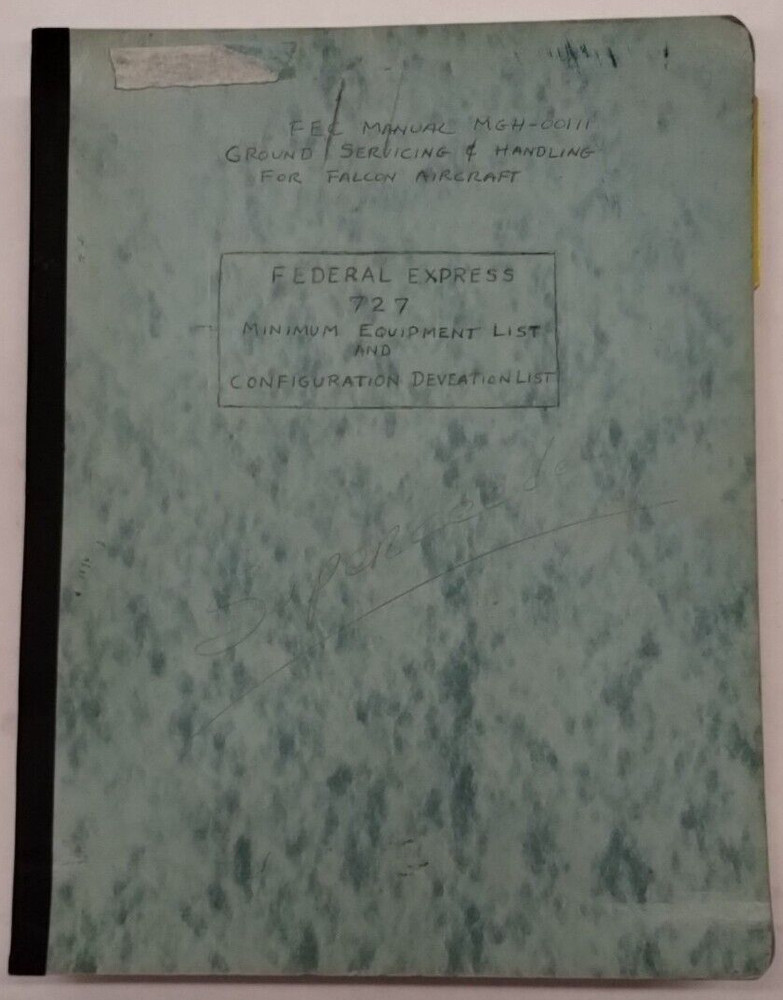 FEC MANUAL MGH-00111
GROUND SERVICING & HANDLING
FOR FALCON AIRCRAFT
FEDERAL EXPRESS
727
MINIMUM EQUIPMENT LIST
AND
CONFIGURATION DEVEATION LIST